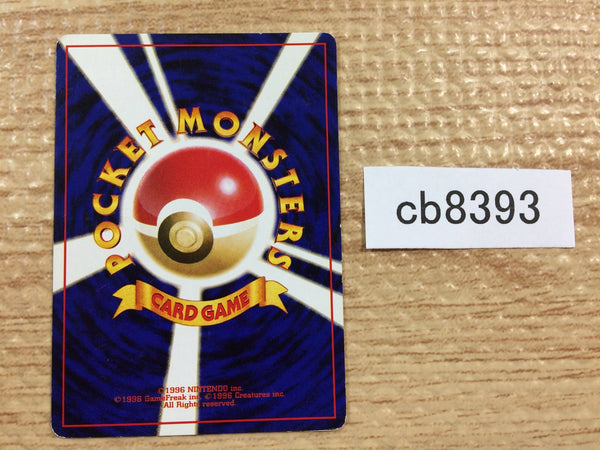 POCKET MONSTERS
CARD GAME
©1996 NINTENDO inc.
©1996 GameFreak inc. ©1996 Creatures inc.
All Rights reserved.
cb8393